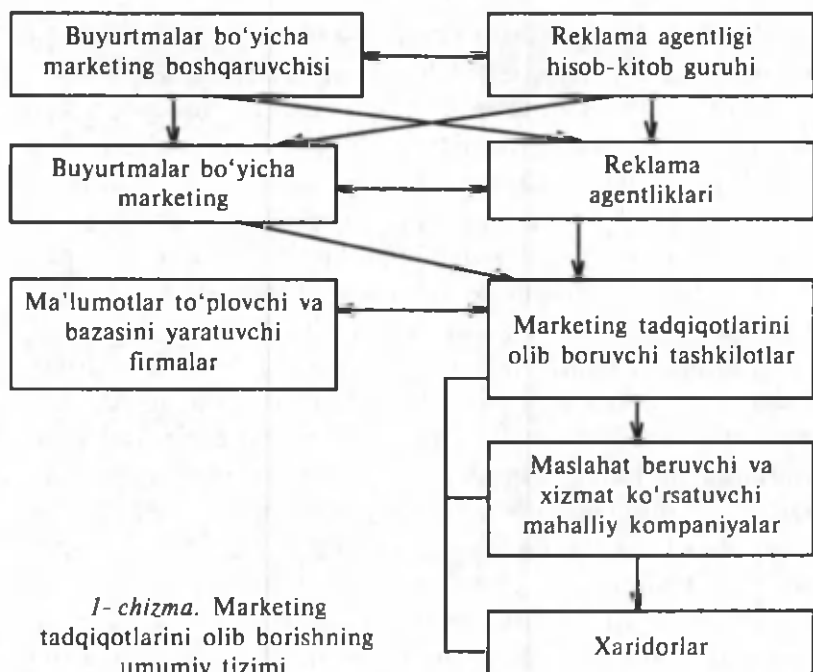 Buyurtmalar bo‘yicha
marketing boshqaruvchisi
Reklama agentligi
hisob-kitob guruhi
Buyurtmalar bo‘yicha
marketing
Reklama
agentliklari
Ma’lumotlar to‘plovchi va
bazasini yaratuvchi
firmalar
Marketing tadqiqotlarini
olib boruvchi tashkilotlar
Maslahat beruvchi va
xizmat ko‘rsatuvchi
mahalliy kompaniyalar
1- chizma. Marketing
tadqiqotlarini olib borishning
umumiy tizimi
Xaridorlar